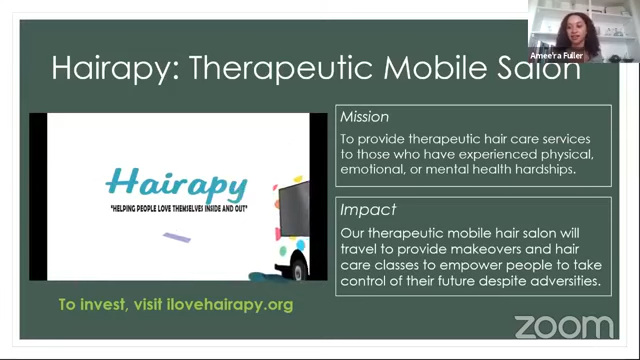 Amee'ra Fuller
Hairapy: Therapeutic Mobile Salon
Hairapy
"HELPING PEOPLE LOVE THEMSELVES INSIDE AND OUT"
Mission
To provide therapeutic hair care services
to those who have experienced physical,
emotional, or mental health hardships.
Impact
Our therapeutic mobile hair salon will
travel to provide makeovers and hair
care classes to empower people to take
control of their future despite adversities.
To invest, visit ilovehairapy.org
zoom